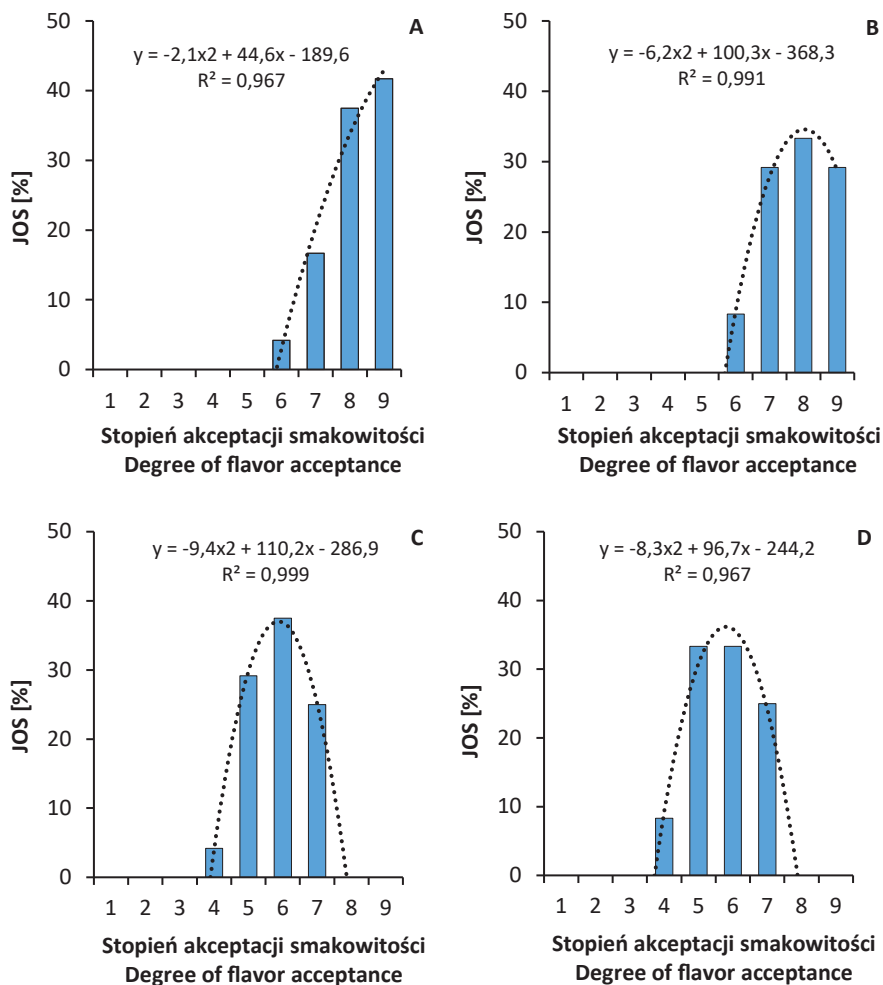 A
y = -2,1x2 + 44,6x - 189,6
R² = 0,967
JOS [%]
50
40
30
20
10
0
1 2 3 4 5 6 7 8 9
Stopień akceptacji smakowitości
Degree of flavor acceptance
B
y = -6,2x2 + 100,3x - 368,3
R² = 0,991
JOS [%]
50
40
30
20
10
0
1 2 3 4 5 6 7 8 9
Stopień akceptacji smakowitości
Degree of flavor acceptance
C
y = -9,4x2 + 110,2x - 286,9
R² = 0,999
JOS [%]
50
40
30
20
10
0
1 2 3 4 5 6 7 8 9
Stopień akceptacji smakowitości
Degree of flavor acceptance
D
y = -8,3x2 + 96,7x - 244,2
R² = 0,967
JOS [%]
50
40
30
20
10
0
1 2 3 4 5 6 7 8 9
Stopień akceptacji smakowitości
Degree of flavor acceptance